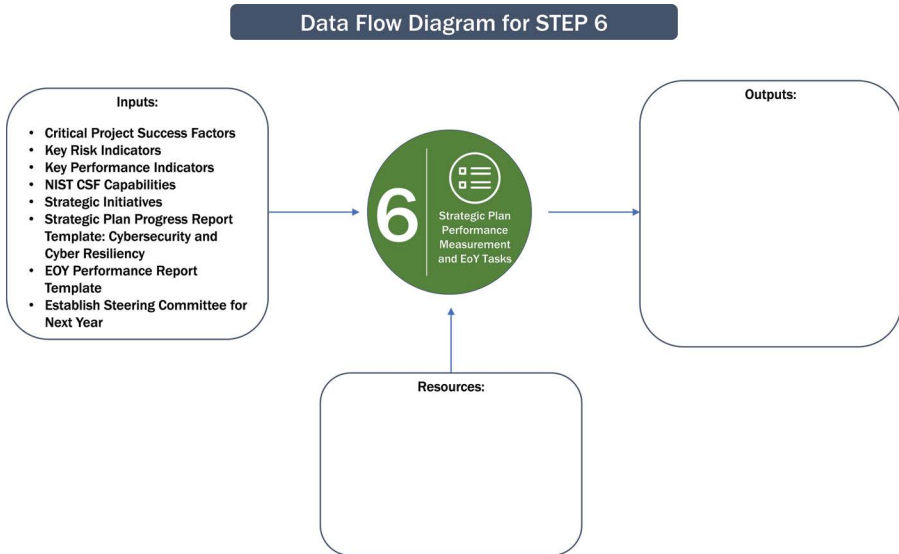 Data Flow Diagram for STEP 6
Inputs:
• Critical Project Success Factors
• Key Risk Indicators
• Key Performance Indicators
• NIST CSF Capabilities
• Strategic Initiatives
• Strategic Plan Progress Report
Template: Cybersecurity and
Cyber Resiliency
• EOY Performance Report
Template
• Establish Steering Committee for
Next Year
6
Strategic Plan
Performance
Measurement
and EoY Tasks
Outputs:
Resources: